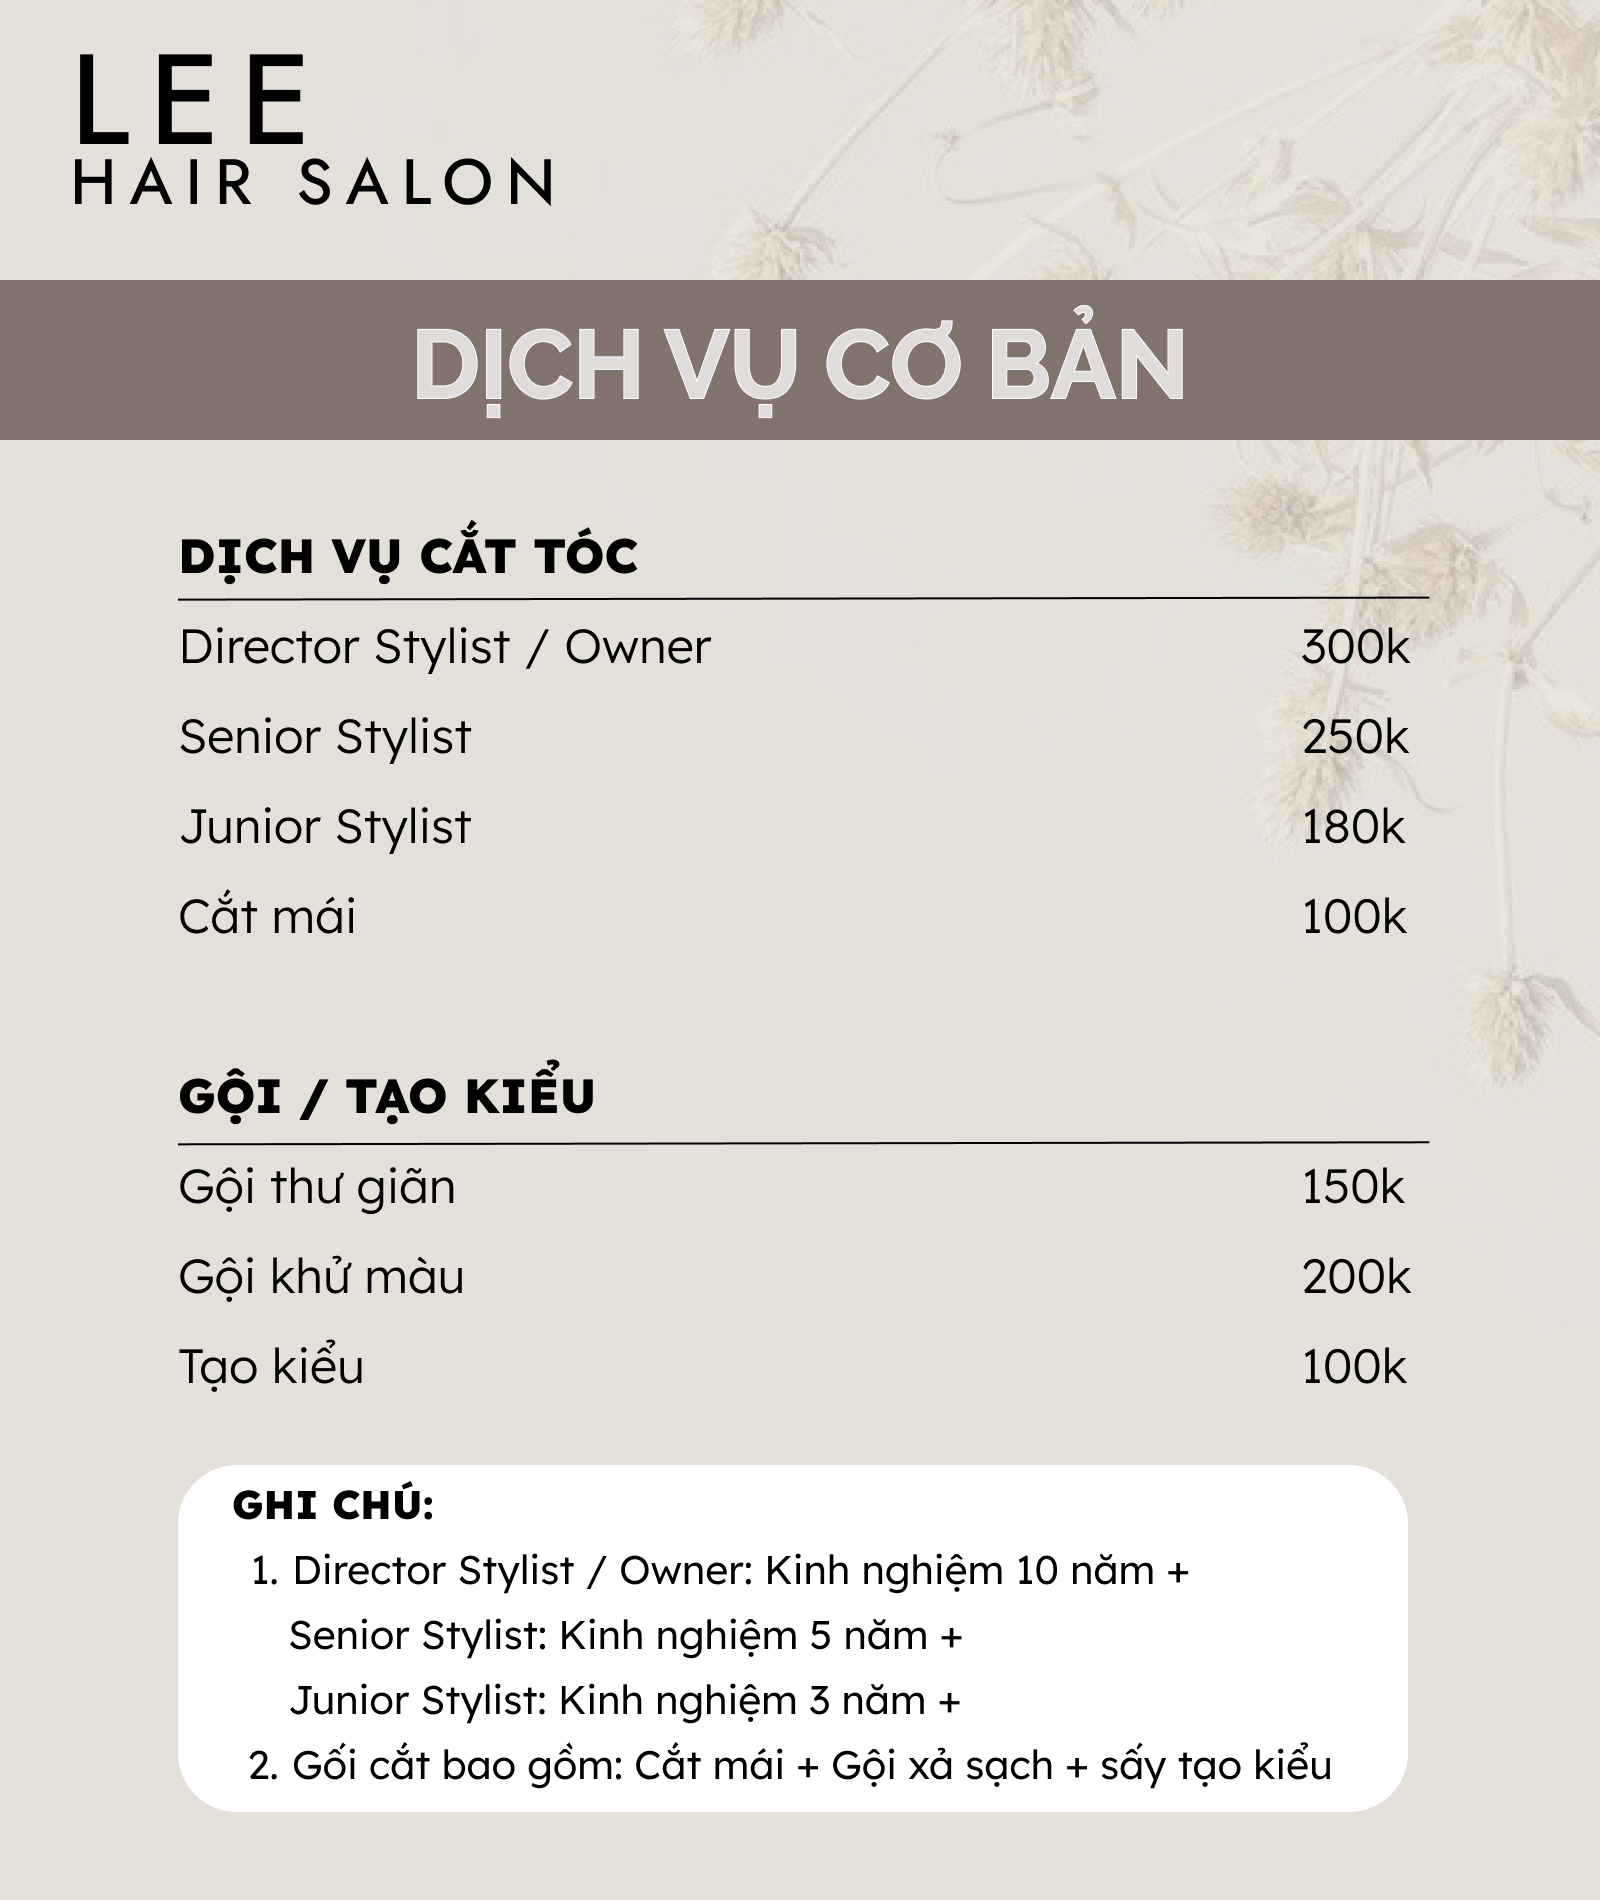 LEE
HAIR SALON
DỊCH VỤ CƠ BẢN
DỊCH VỤ CẮT TÓC
Director Stylist / Owner 300k
Senior Stylist 250k
Junior Stylist 180k
Cắt mái 100k
GỘI / TẠO KIỂU
Gội thư giãn 150k
Gội khử màu 200k
Tạo kiểu 100k
GHI CHÚ:
1. Director Stylist / Owner: Kinh nghiệm 10 năm +
Senior Stylist: Kinh nghiệm 5 năm +
Junior Stylist: Kinh nghiệm 3 năm +
2. Gối cắt bao gồm: Cắt mái + Gội xả sạch + sấy tạo kiểu